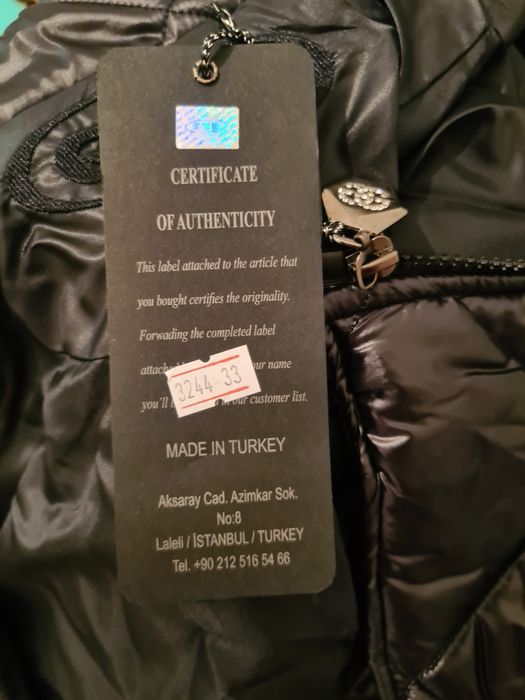 CERTIFICATE
OF AUTHENTICITY
This label attached to the article that
you bought certifies the originality.
Forwading the completed label
attach our name
3244 33
you'll our customer list.
MADE IN TURKEY
Aksaray Cad. Azimkar Sok.
No:8
Laleli / İSTANBUL / TURKEY
Tel. +90 212 516 54 66